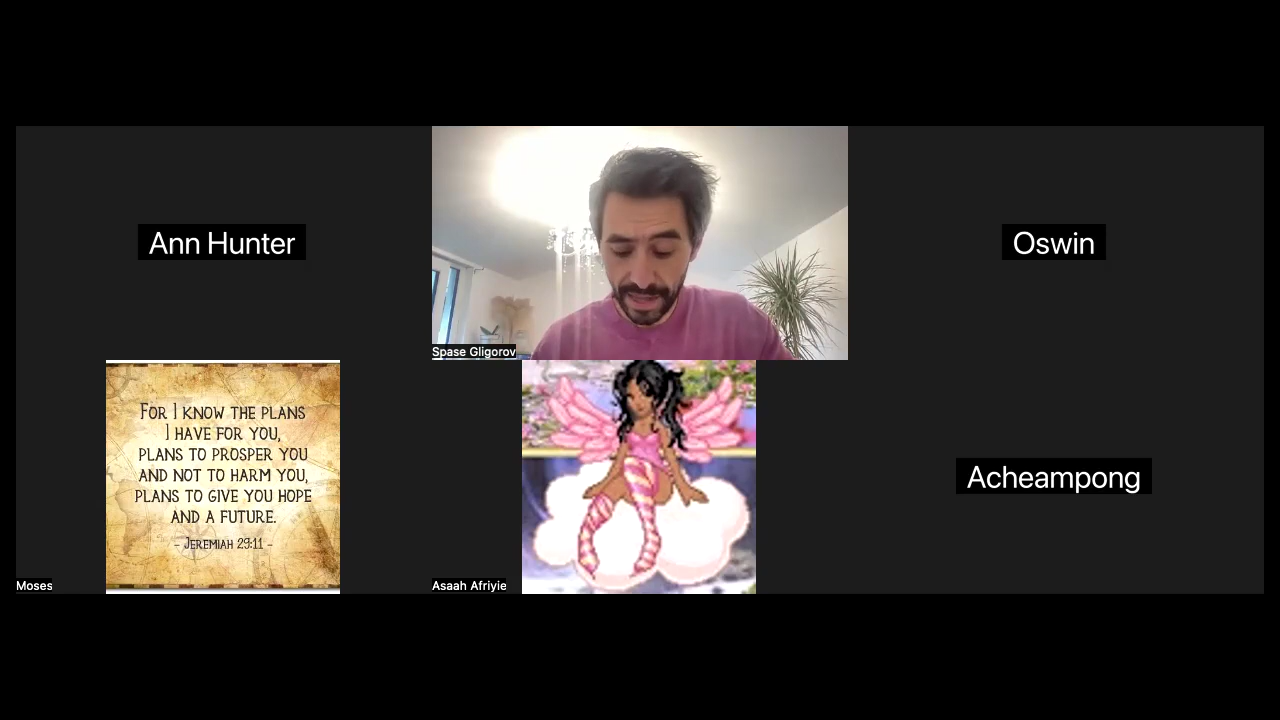 Ann Hunter
Spase Gligorov
Oswin
FOR I KNOW THE PLANS
I HAVE FOR YOU,
PLANS TO PROSPER YOU
AND NOT TO HARM YOU,
PLANS TO GIVE YOU HOPE
AND A FUTURE.
- JEREMIAH 29:11 -
Moses
Asaah Afriyie
Acheampong